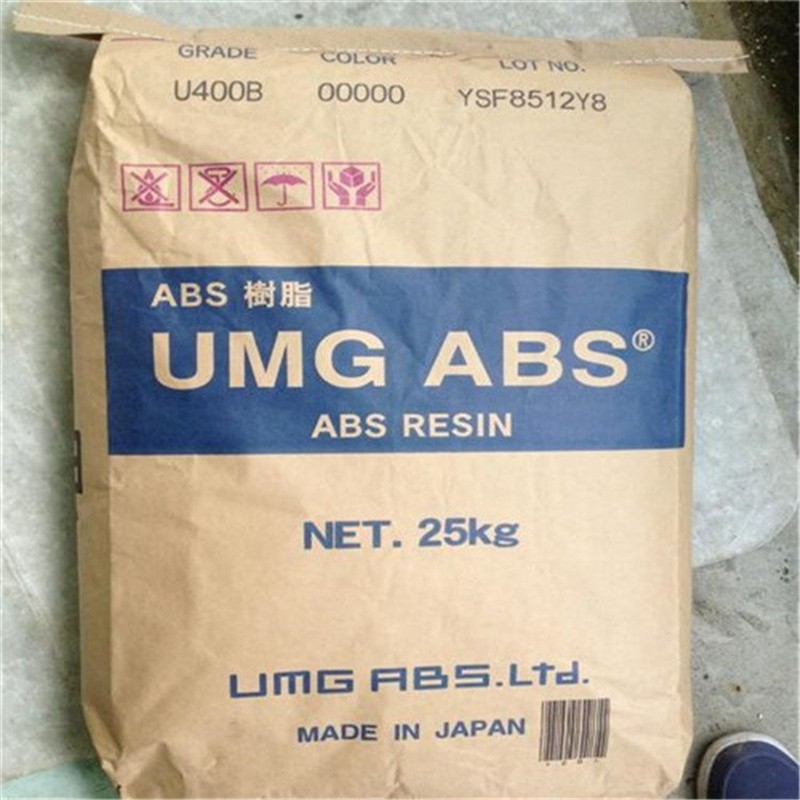 GRADE COLOR LOT NO.
U400B 00000 YSF8512Y8
ABS 樹脂
UMG ABS®
ABS RESIN
NET. 25kg
UMG ABS.Ltd.
MADE IN JAPAN